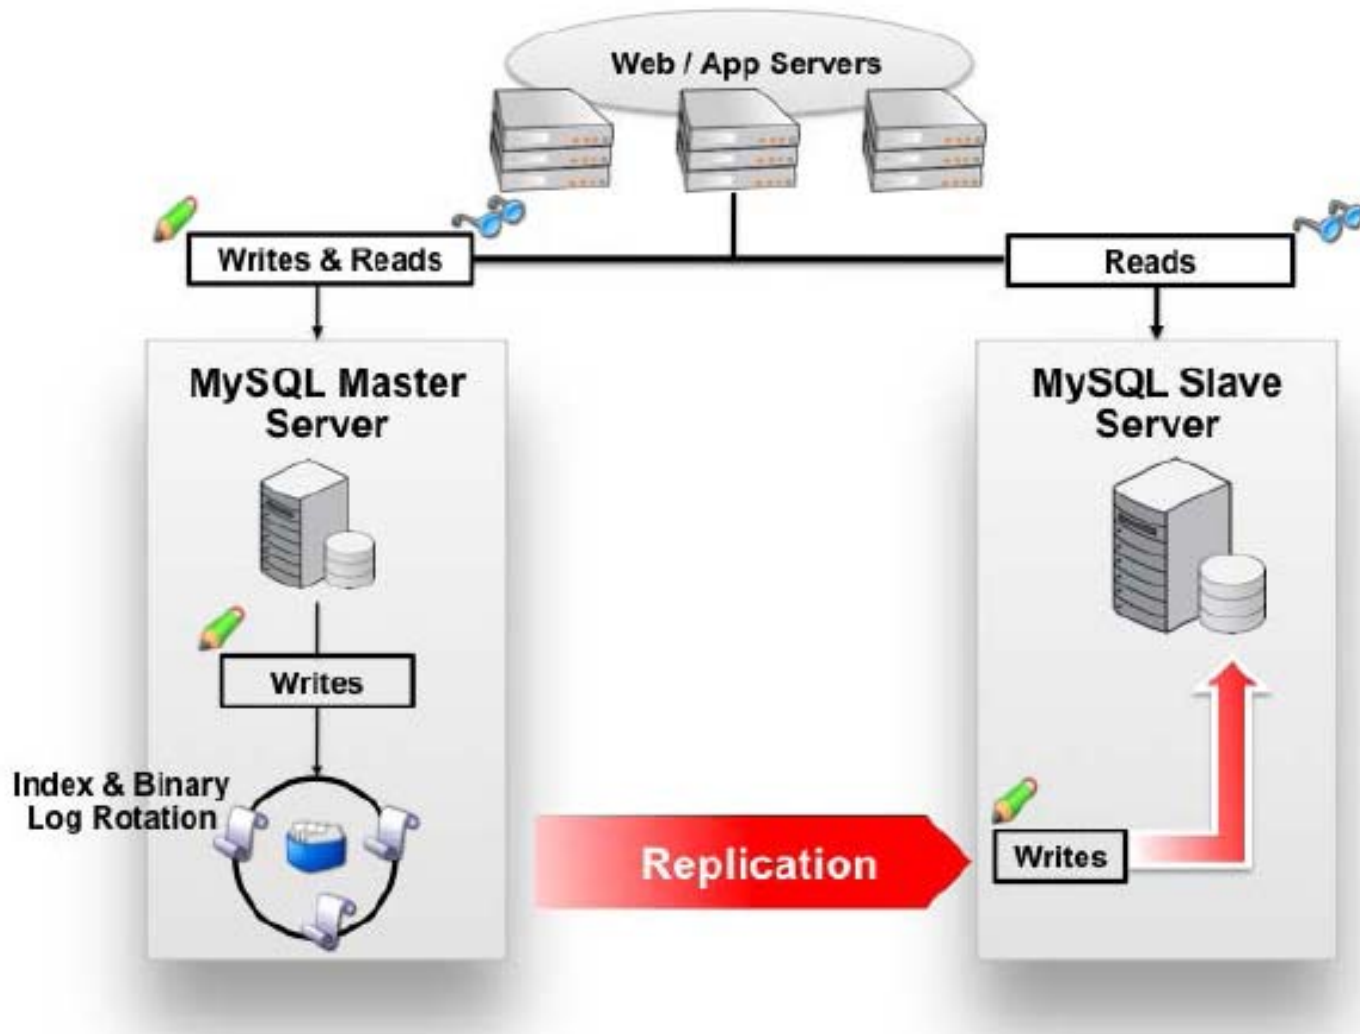 Web / App Servers
Writes & Reads
Reads
MySQL Master
Server
MySQL Slave
Server
Writes
Index & Binary
Log Rotation
Replication
Writes